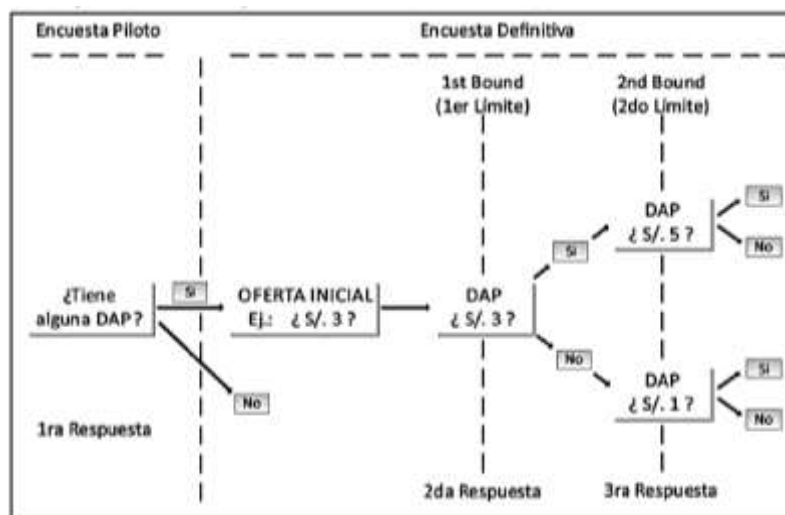 Encuesta Piloto
Encuesta Definitiva
1st Bound
(1er Límite)
2nd Bound
(2do Límite)
DAP
¿ S/. 5 ?
Si
No
Si
¿Tiene
alguna DAP?
Si
No
OFERTA INICIAL
Ej.: ¿ S/. 3 ?
DAP
¿ S/. 3 ?
No
DAP
¿ S/. 1 ?
Si
No
1ra Respuesta
2da Respuesta
3ra Respuesta